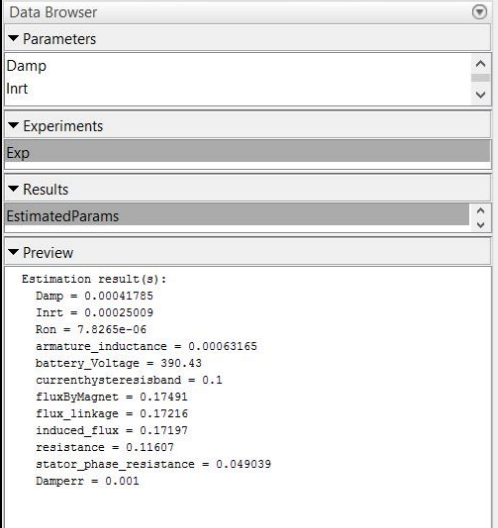 Data Browser
Parameters
Damp
Inrt
Experiments
Exp
Results
EstimatedParams
Preview
Estimation result(s):
Damp = 0.00041785
Inrt = 0.00025009
Ron = 7.8265e-06
armature_inductance = 0.00063165
battery_Voltage = 390.43
currenthysteresisband = 0.1
fluxByMagnet = 0.17491
flux_linkage = 0.17216
induced_flux = 0.17197
resistance = 0.11607
stator_phase_resistance = 0.049039
Damperr = 0.001